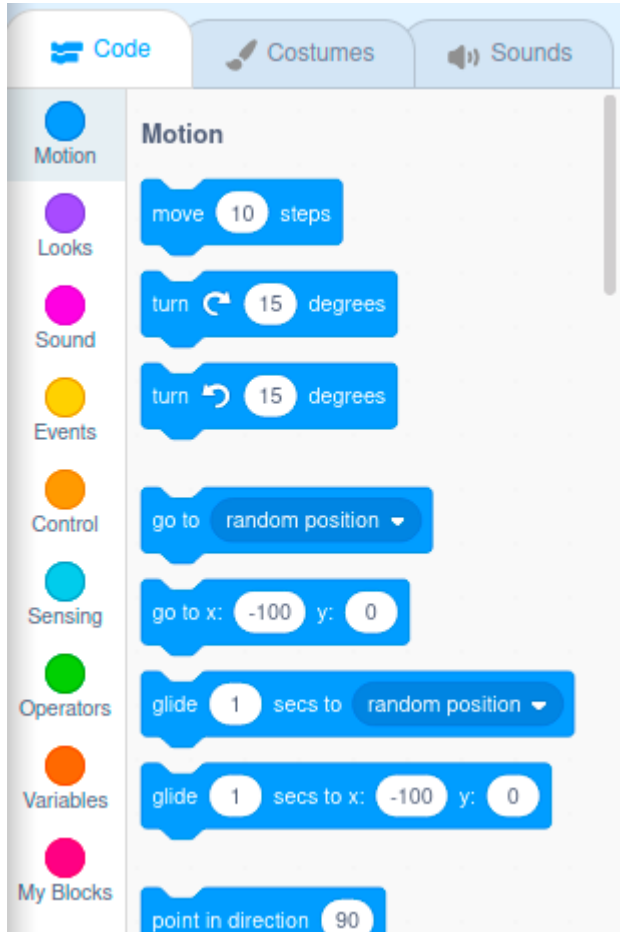 Code Costumes Sounds
Motion
Looks
Sound
Events
Control
Sensing
Operators
Variables
My Blocks
Motion
move 10 steps
turn 15 degrees
turn 15 degrees
go to random position
go to x: -100 y: 0
glide 1 secs to random position
glide 1 secs to x: -100 y: 0
point in direction 90